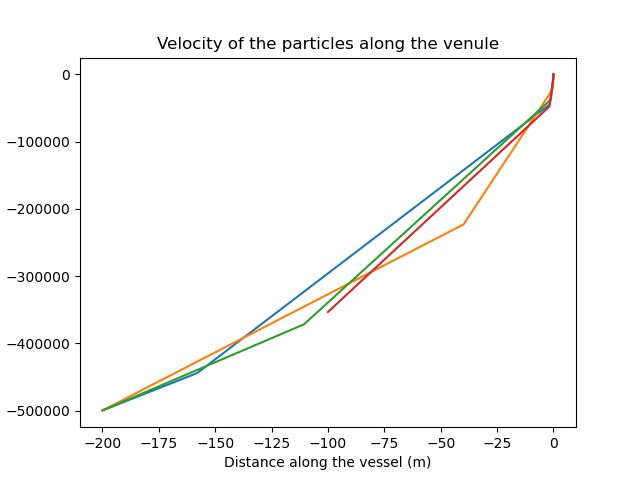 Velocity of the particles along the venule
0
−100000
−200000
−300000
−400000
−500000
−200 −175 −150 −125 −100 −75 −50 −25 0
Distance along the vessel (m)